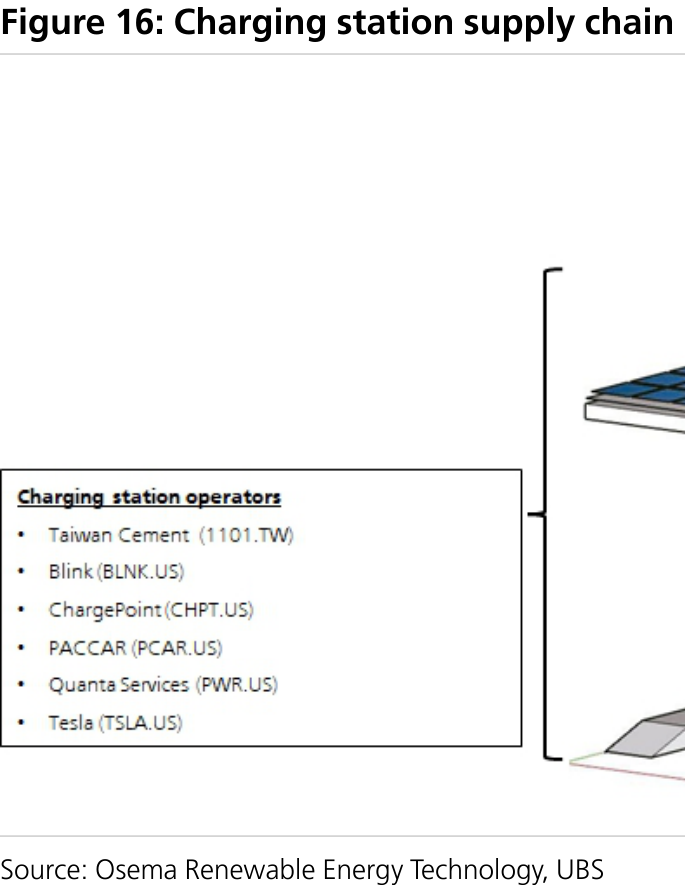 Figure 16: Charging station supply chain
Charging station operators
• Taiwan Cement (1101.TW)
• Blink (BLNK.US)
• ChargePoint (CHPT.US)
• PACCAR (PCAR.US)
• Quanta Services (PWR.US)
• Tesla (TSLA.US)
Source: Osema Renewable Energy Technology, UBS